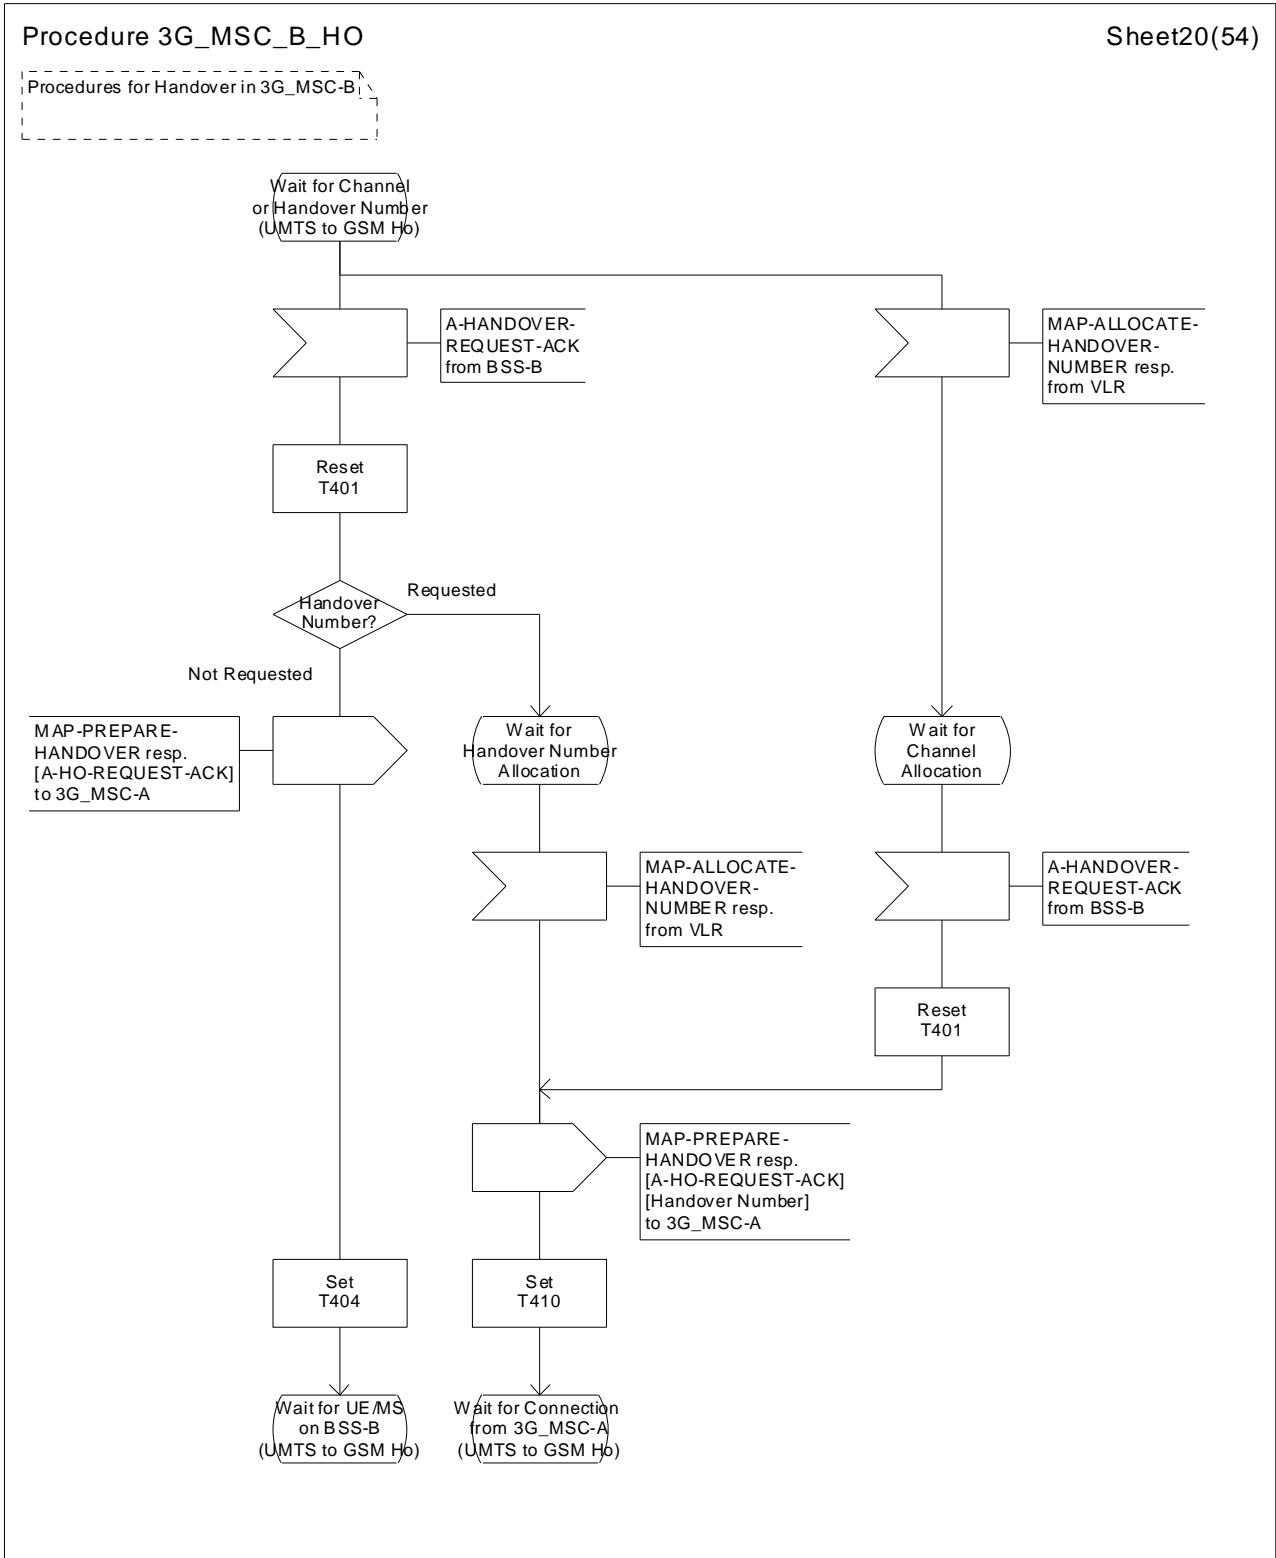 Procedure 3G_MSC_B_HO
Sheet20(54)
Procedures for Handover in 3G_MSC-B
Wait for Channel
or Handover Number
(UMTS to GSM Ho)
A-HANDOVER-
REQUEST-ACK
from BSS-B
MAP-ALLOCATE-
HANDOVER-
NUMBER resp.
from VLR
Reset
T401
Handover
Number?
Requested
Not Requested
MAP-PREPARE-
HANDOVER resp.
[A-HO-REQUEST-ACK]
to 3G_MSC-A
Wait for
Handover Number
Allocation
Wait for
Channel
Allocation
MAP-ALLOCATE-
HANDOVER-
NUMBER resp.
from VLR
A-HANDOVER-
REQUEST-ACK
from BSS-B
Reset
T401
MAP-PREPARE-
HANDOVER resp.
[A-HO-REQUEST-ACK]
[Handover Number]
to 3G_MSC-A
Set
T404
Set
T410
Wait for UE/MS
on BSS-B
(UMTS to GSM Ho)
Wait for Connection
from 3G_MSC-A
(UMTS to GSM Ho)